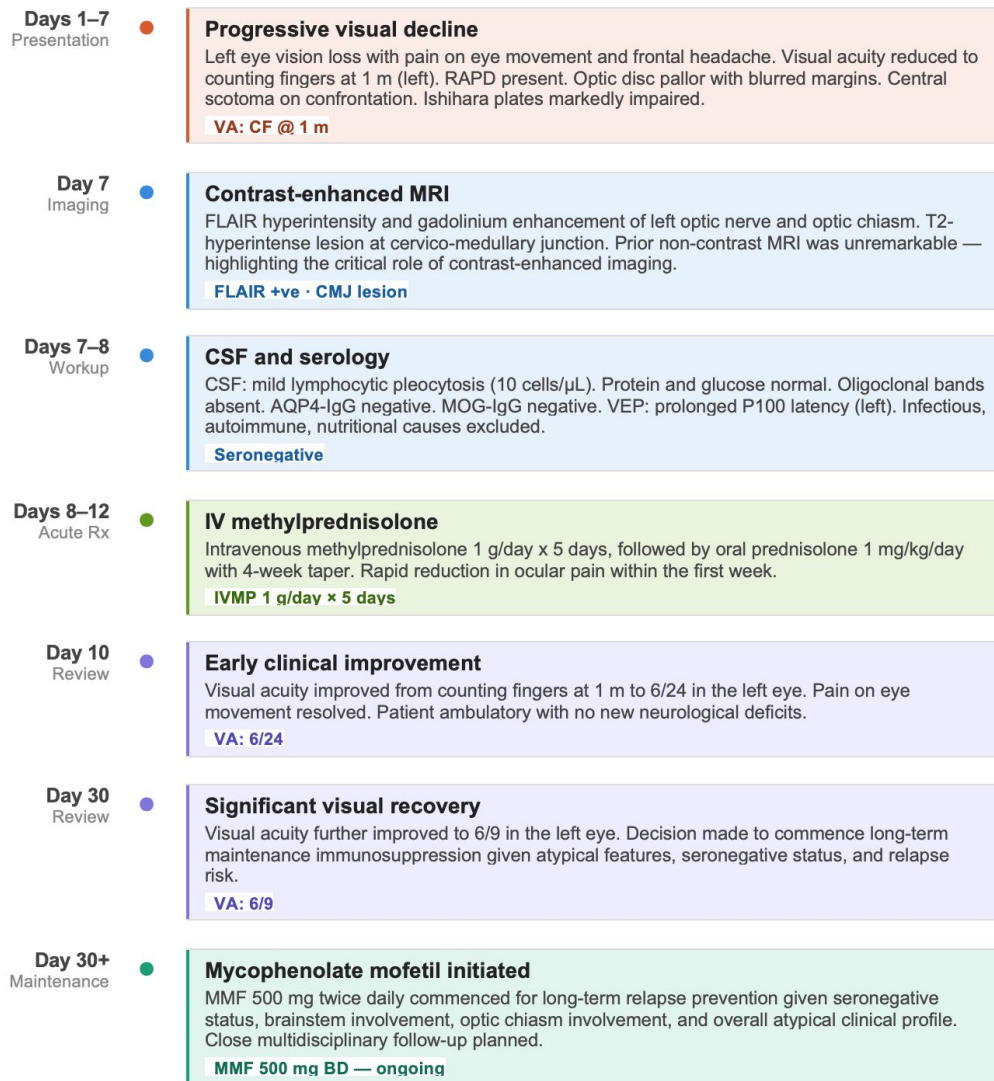 Days 1–7
Presentation
Progressive visual decline
Left eye vision loss with pain on eye movement and frontal headache. Visual acuity reduced to
counting fingers at 1 m (left). RAPD present. Optic disc pallor with blurred margins. Central
scotoma on confrontation. Ishihara plates markedly impaired.
VA: CF @ 1 m
Day 7
Imaging
Contrast-enhanced MRI
FLAIR hyperintensity and gadolinium enhancement of left optic nerve and optic chiasm. T2-
hyperintense lesion at cervico-medullary junction. Prior non-contrast MRI was unremarkable —
highlighting the critical role of contrast-enhanced imaging.
FLAIR +ve · CMJ lesion
Days 7–8
Workup
CSF and serology
CSF: mild lymphocytic pleocytosis (10 cells/µL). Protein and glucose normal. Oligoclonal bands
absent. AQP4-IgG negative. MOG-IgG negative. VEP: prolonged P100 latency (left). Infectious,
autoimmune, nutritional causes excluded.
Seronegative
Days 8–12
Acute Rx
IV methylprednisolone
Intravenous methylprednisolone 1 g/day x 5 days, followed by oral prednisolone 1 mg/kg/day
with 4-week taper. Rapid reduction in ocular pain within the first week.
IVMP 1 g/day × 5 days
Day 10
Review
Early clinical improvement
Visual acuity improved from counting fingers at 1 m to 6/24 in the left eye. Pain on eye
movement resolved. Patient ambulatory with no new neurological deficits.
VA: 6/24
Day 30
Review
Significant visual recovery
Visual acuity further improved to 6/9 in the left eye. Decision made to commence long-term
maintenance immunosuppression given atypical features, seronegative status, and relapse
risk.
VA: 6/9
Day 30+
Maintenance
Mycophenolate mofetil initiated
MMF 500 mg twice daily commenced for long-term relapse prevention given seronegative
status, brainstem involvement, optic chiasm involvement, and overall atypical clinical profile.
Close multidisciplinary follow-up planned.
MMF 500 mg BD — ongoing